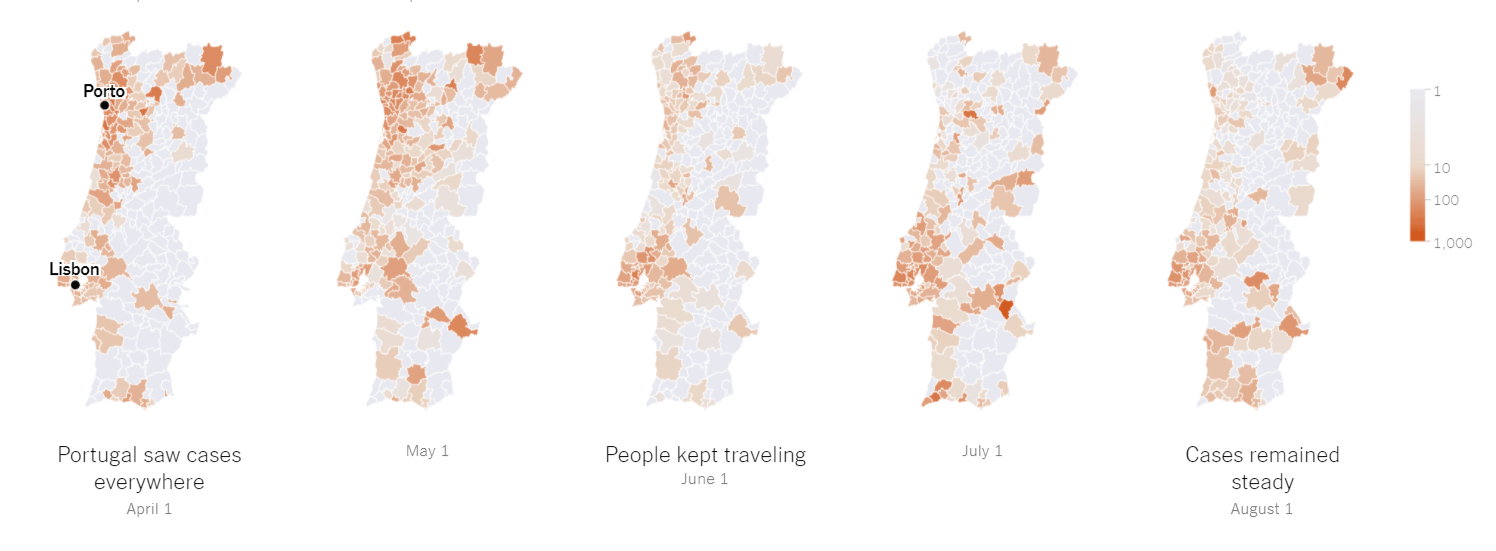 Porto
Lisbon
1
10
100
1,000
Portugal saw cases
everywhere
April 1
May 1
People kept traveling
June 1
July 1
Cases remained
steady
August 1